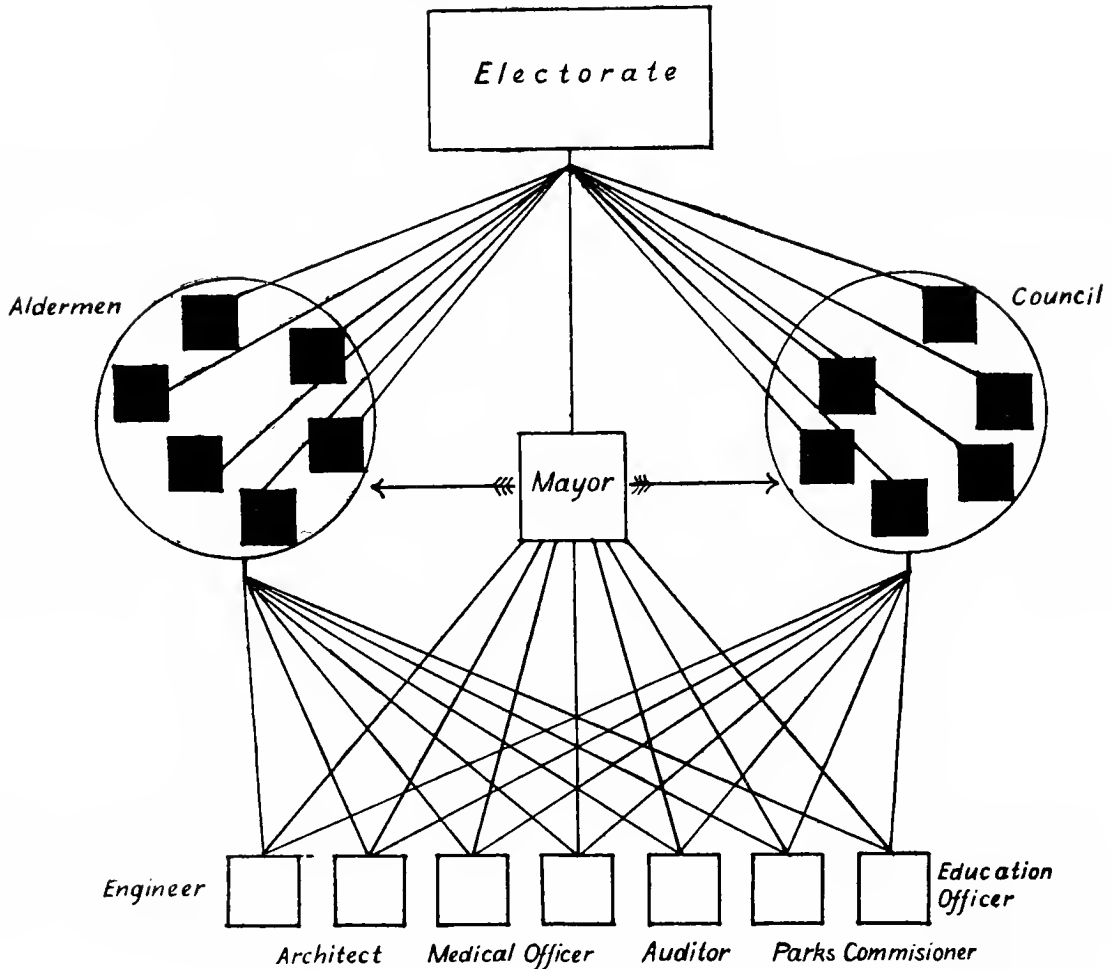 Electorate
Aldermen
Council
Mayor
Engineer
Education
Officer
Architect
Medical Officer
Auditor
Parks Commisioner